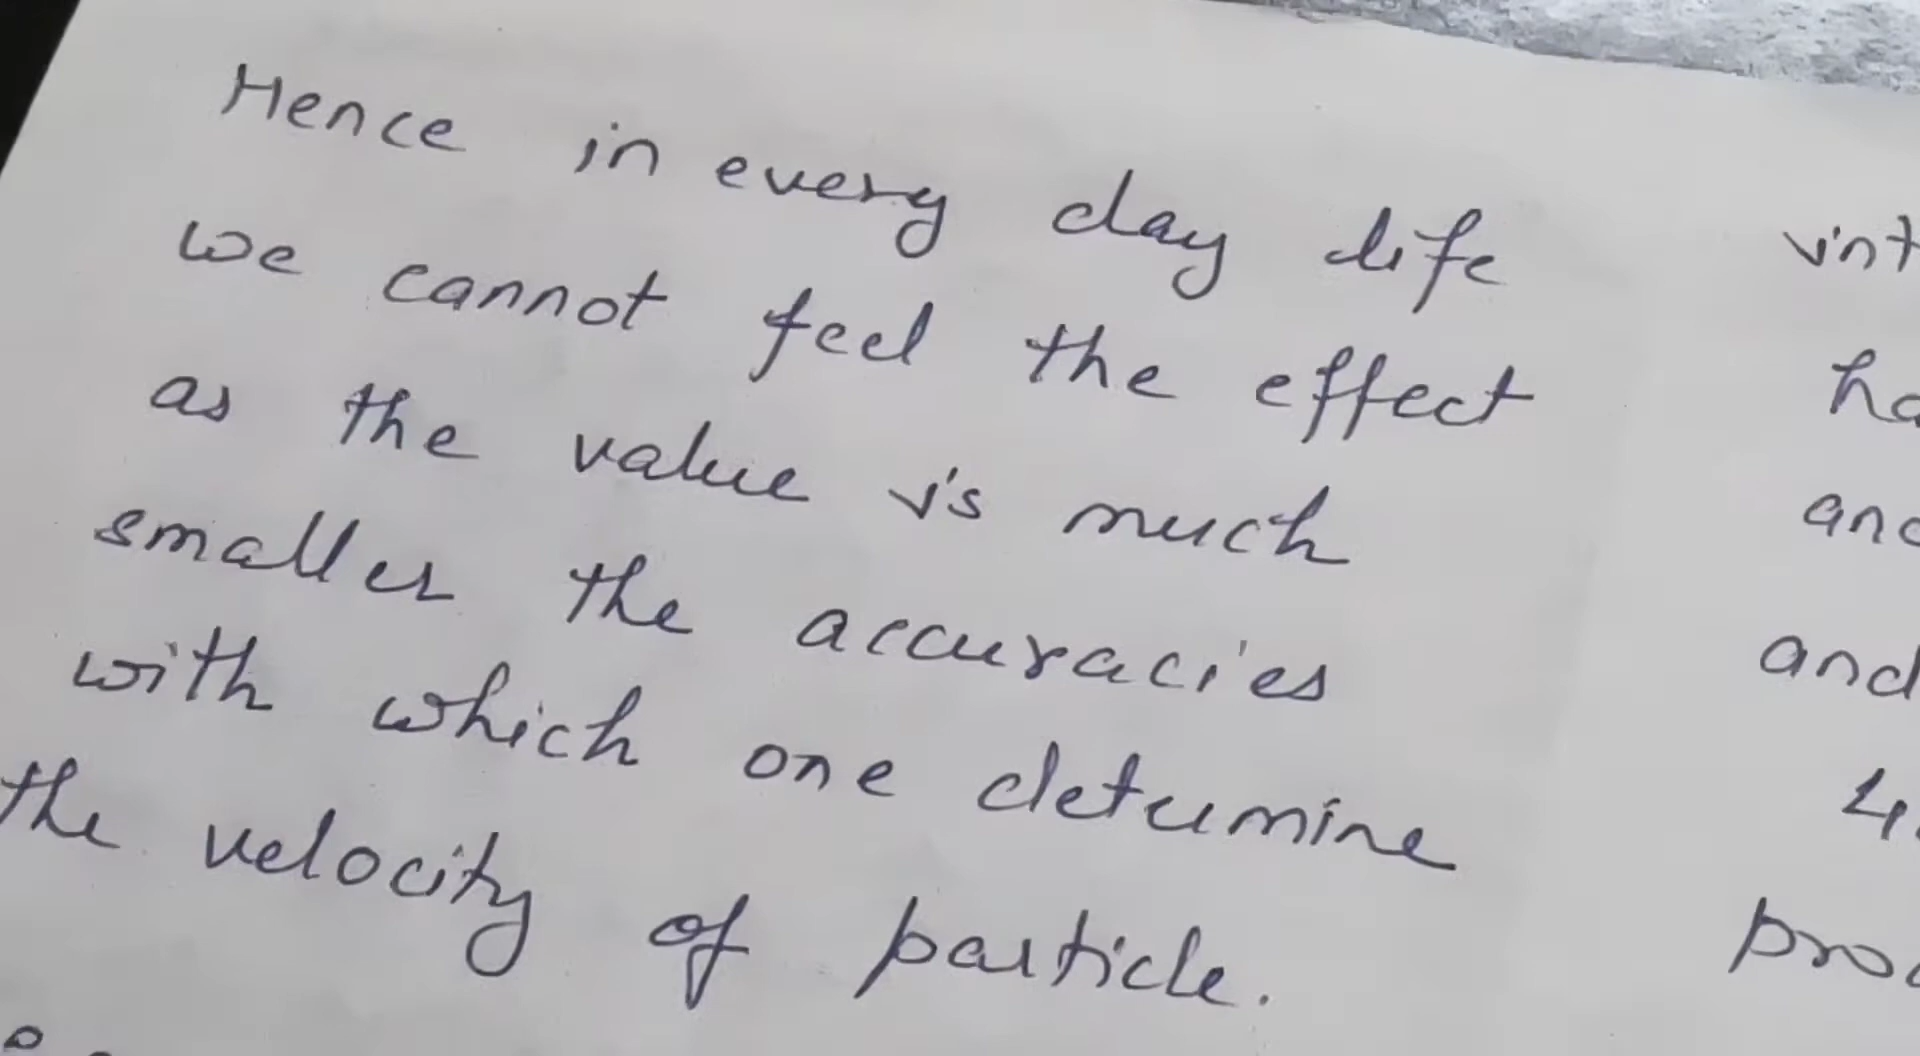 Hence in every day life
we cannot feel the effect
as the value is much
smaller the accuracies
with which one determine
the velocity of particle.
and